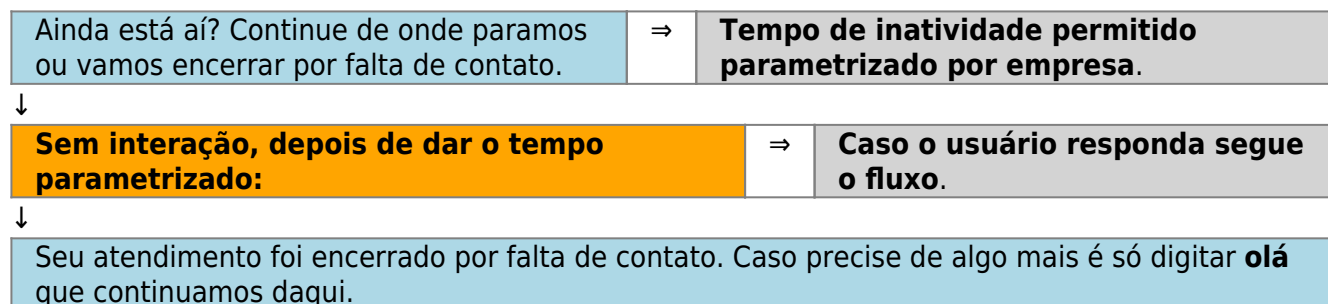 Ainda está aí? Continue de onde paramos
ou vamos encerrar por falta de contato.
⇒
Tempo de inatividade permitido
parametrizado por empresa.
↓
Sem interação, depois de dar o tempo
parametrizado:
⇒
Caso o usuário responda segue
o fluxo.
↓
Seu atendimento foi encerrado por falta de contato. Caso precise de algo mais é só digitar olá
que continuamos daqui.